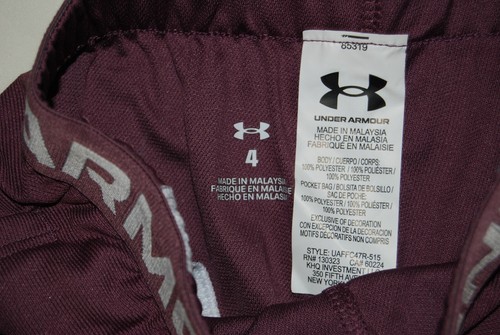 65319
UNDER ARMOUR
MADE IN MALAYSIA
HECHO EN MALASIA
FABRIQUÉ EN MALAISIE
BODY / CUERPO / CORPS:
100% POLYESTER / 100% POLIÉSTER /
100% POLYESTER
POCKET BAG / BOLSITA DE BOLSILLO /
SAC DE POCHE:
100% POLYESTER / 100% POLIÉSTER /
100% POLYESTER
EXCLUSIVE OF DECORATION
CON EXCEPCIÓN DE LA DECORACIÓN
MOTIFS DÉCORATIFS NON COMPRIS
STYLE: UAFFC47R-515
RN# 130323 CA# 60224
KHQ INVESTMENT
350 FIFTH
NEW YORK
4
MADE IN MALAYSIA
FABRIQUÉ EN MALAISIE
HECHO EN MALASIA
ARMO